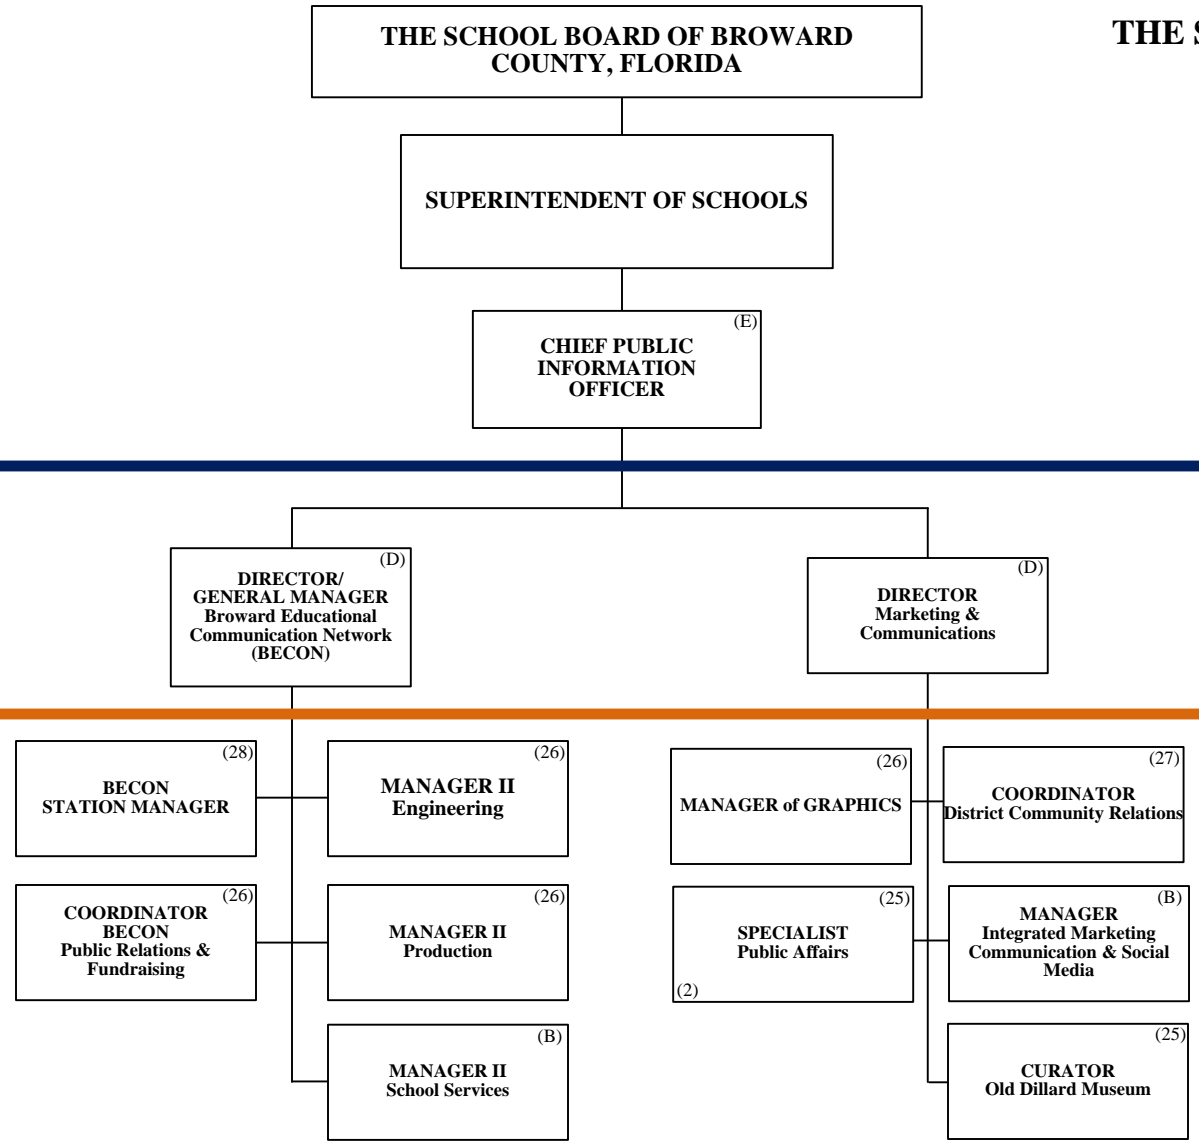 THE SCHOOL BOARD OF BROWARD
COUNTY, FLORIDA
THE S
SUPERINTENDENT OF SCHOOLS
(E)
CHIEF PUBLIC
INFORMATION
OFFICER
(D)
DIRECTOR/
GENERAL MANAGER
Broward Educational
Communication Network
(BECON)
(D)
DIRECTOR
Marketing &
Communications
(28)
BECON
STATION MANAGER
(26)
MANAGER II
Engineering
(26)
MANAGER of GRAPHICS
(27)
COORDINATOR
District Community Relations
(26)
COORDINATOR
BECON
Public Relations &
Fundraising
(26)
MANAGER II
Production
(25)
SPECIALIST
Public Affairs
(2)
(B)
MANAGER
Integrated Marketing
Communication & Social
Media
(B)
MANAGER II
School Services
(25)
CURATOR
Old Dillard Museum